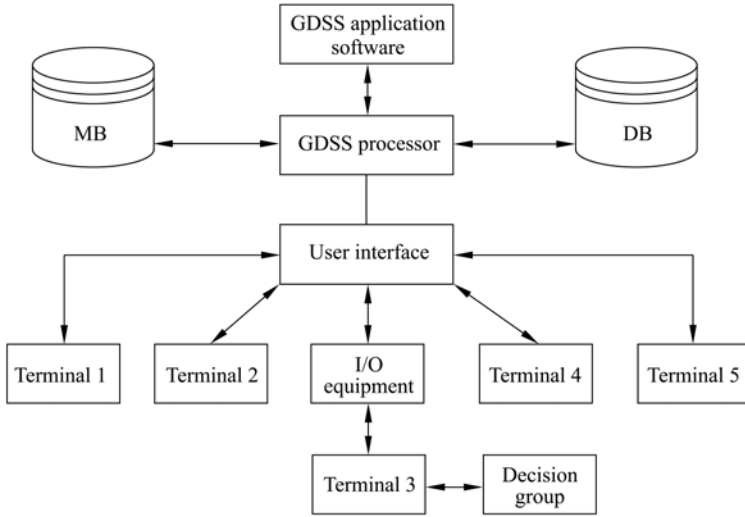 GDSS application
software
MB
GDSS processor
DB
User interface
Terminal 1
Terminal 2
I/O
equipment
Terminal 4
Terminal 5
Terminal 3
Decision
group